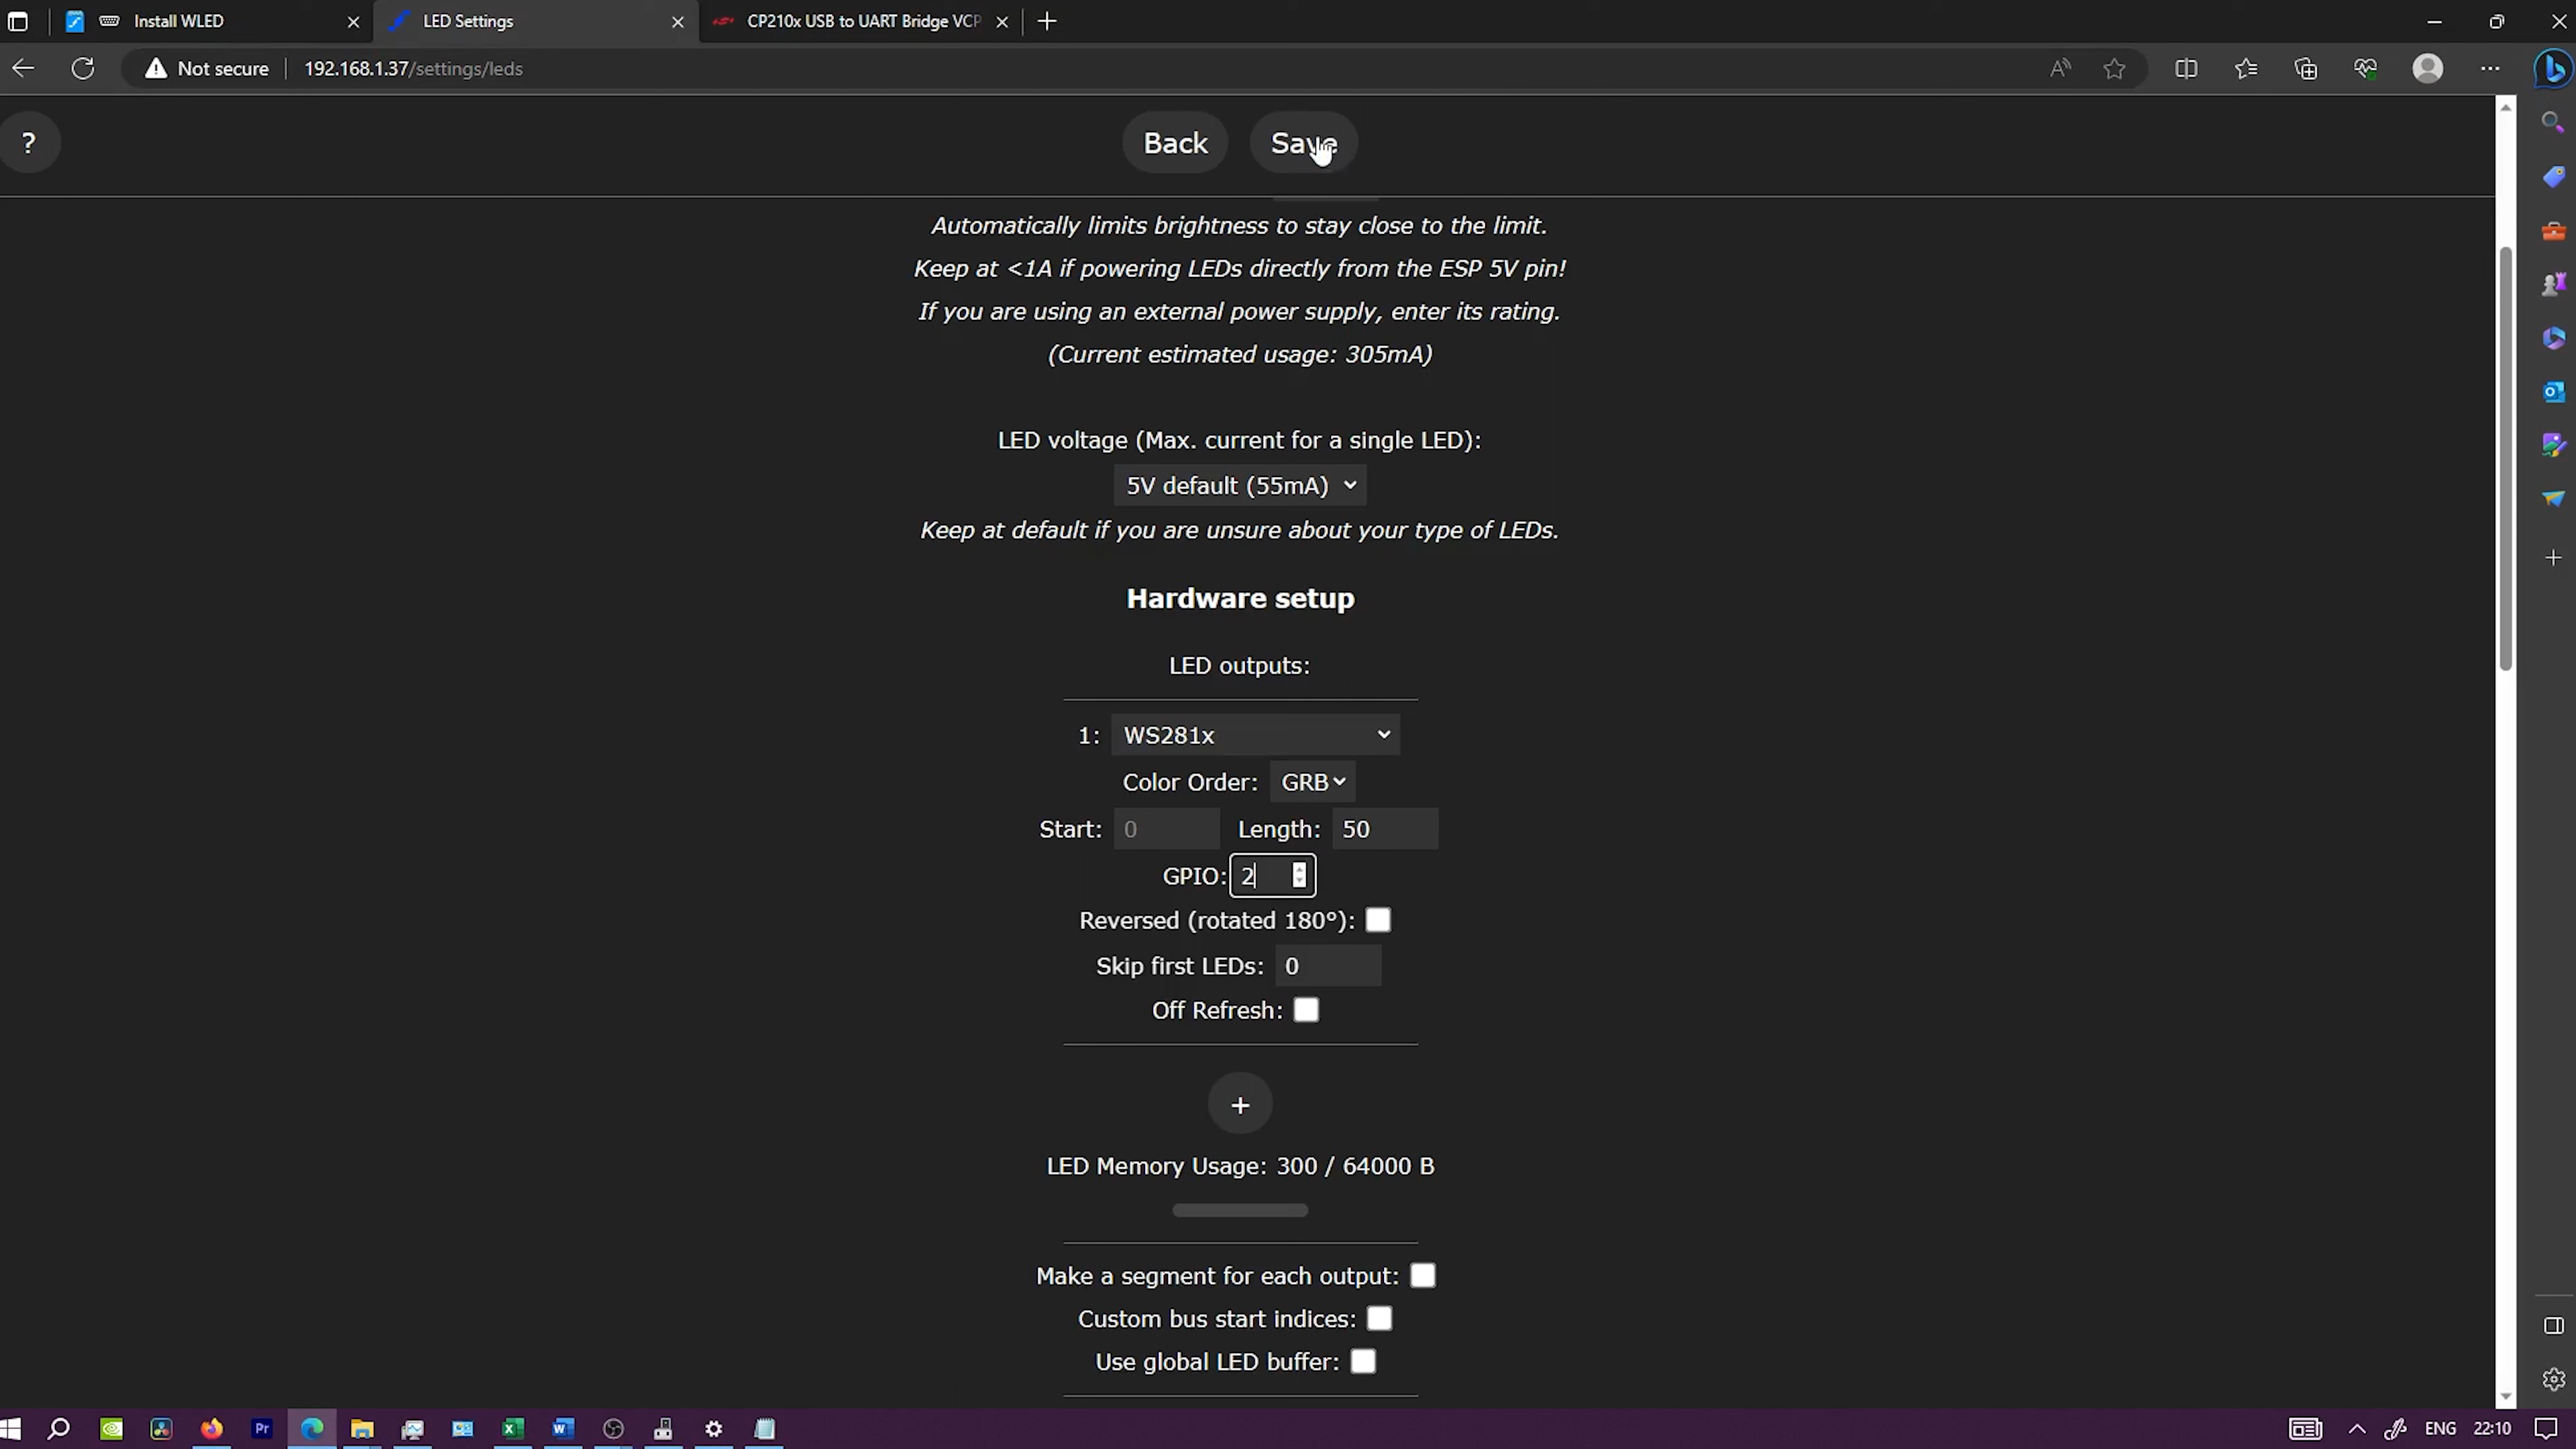 Install WLED
LED Settings
CP210x USB to UART Bridge VCP
Not secure
192.168.1.37/settings/leds
?
Back
Save
Automatically limits brightness to stay close to the limit.
Keep at <1A if powering LEDs directly from the ESP 5V pin!
If you are using an external power supply, enter its rating.
(Current estimated usage: 305mA)
LED voltage (Max. current for a single LED):
5V default (55mA)
Keep at default if you are unsure about your type of LEDs.
Hardware setup
LED outputs:
1: WS281x
Color Order: GRB
Start: 0 Length: 50
GPIO: 2
Reversed (rotated 180°):
Skip first LEDs: 0
Off Refresh:
+
LED Memory Usage: 300 / 64000 B
Make a segment for each output:
Custom bus start indices:
Use global LED buffer:
Pr
ENG 22:10